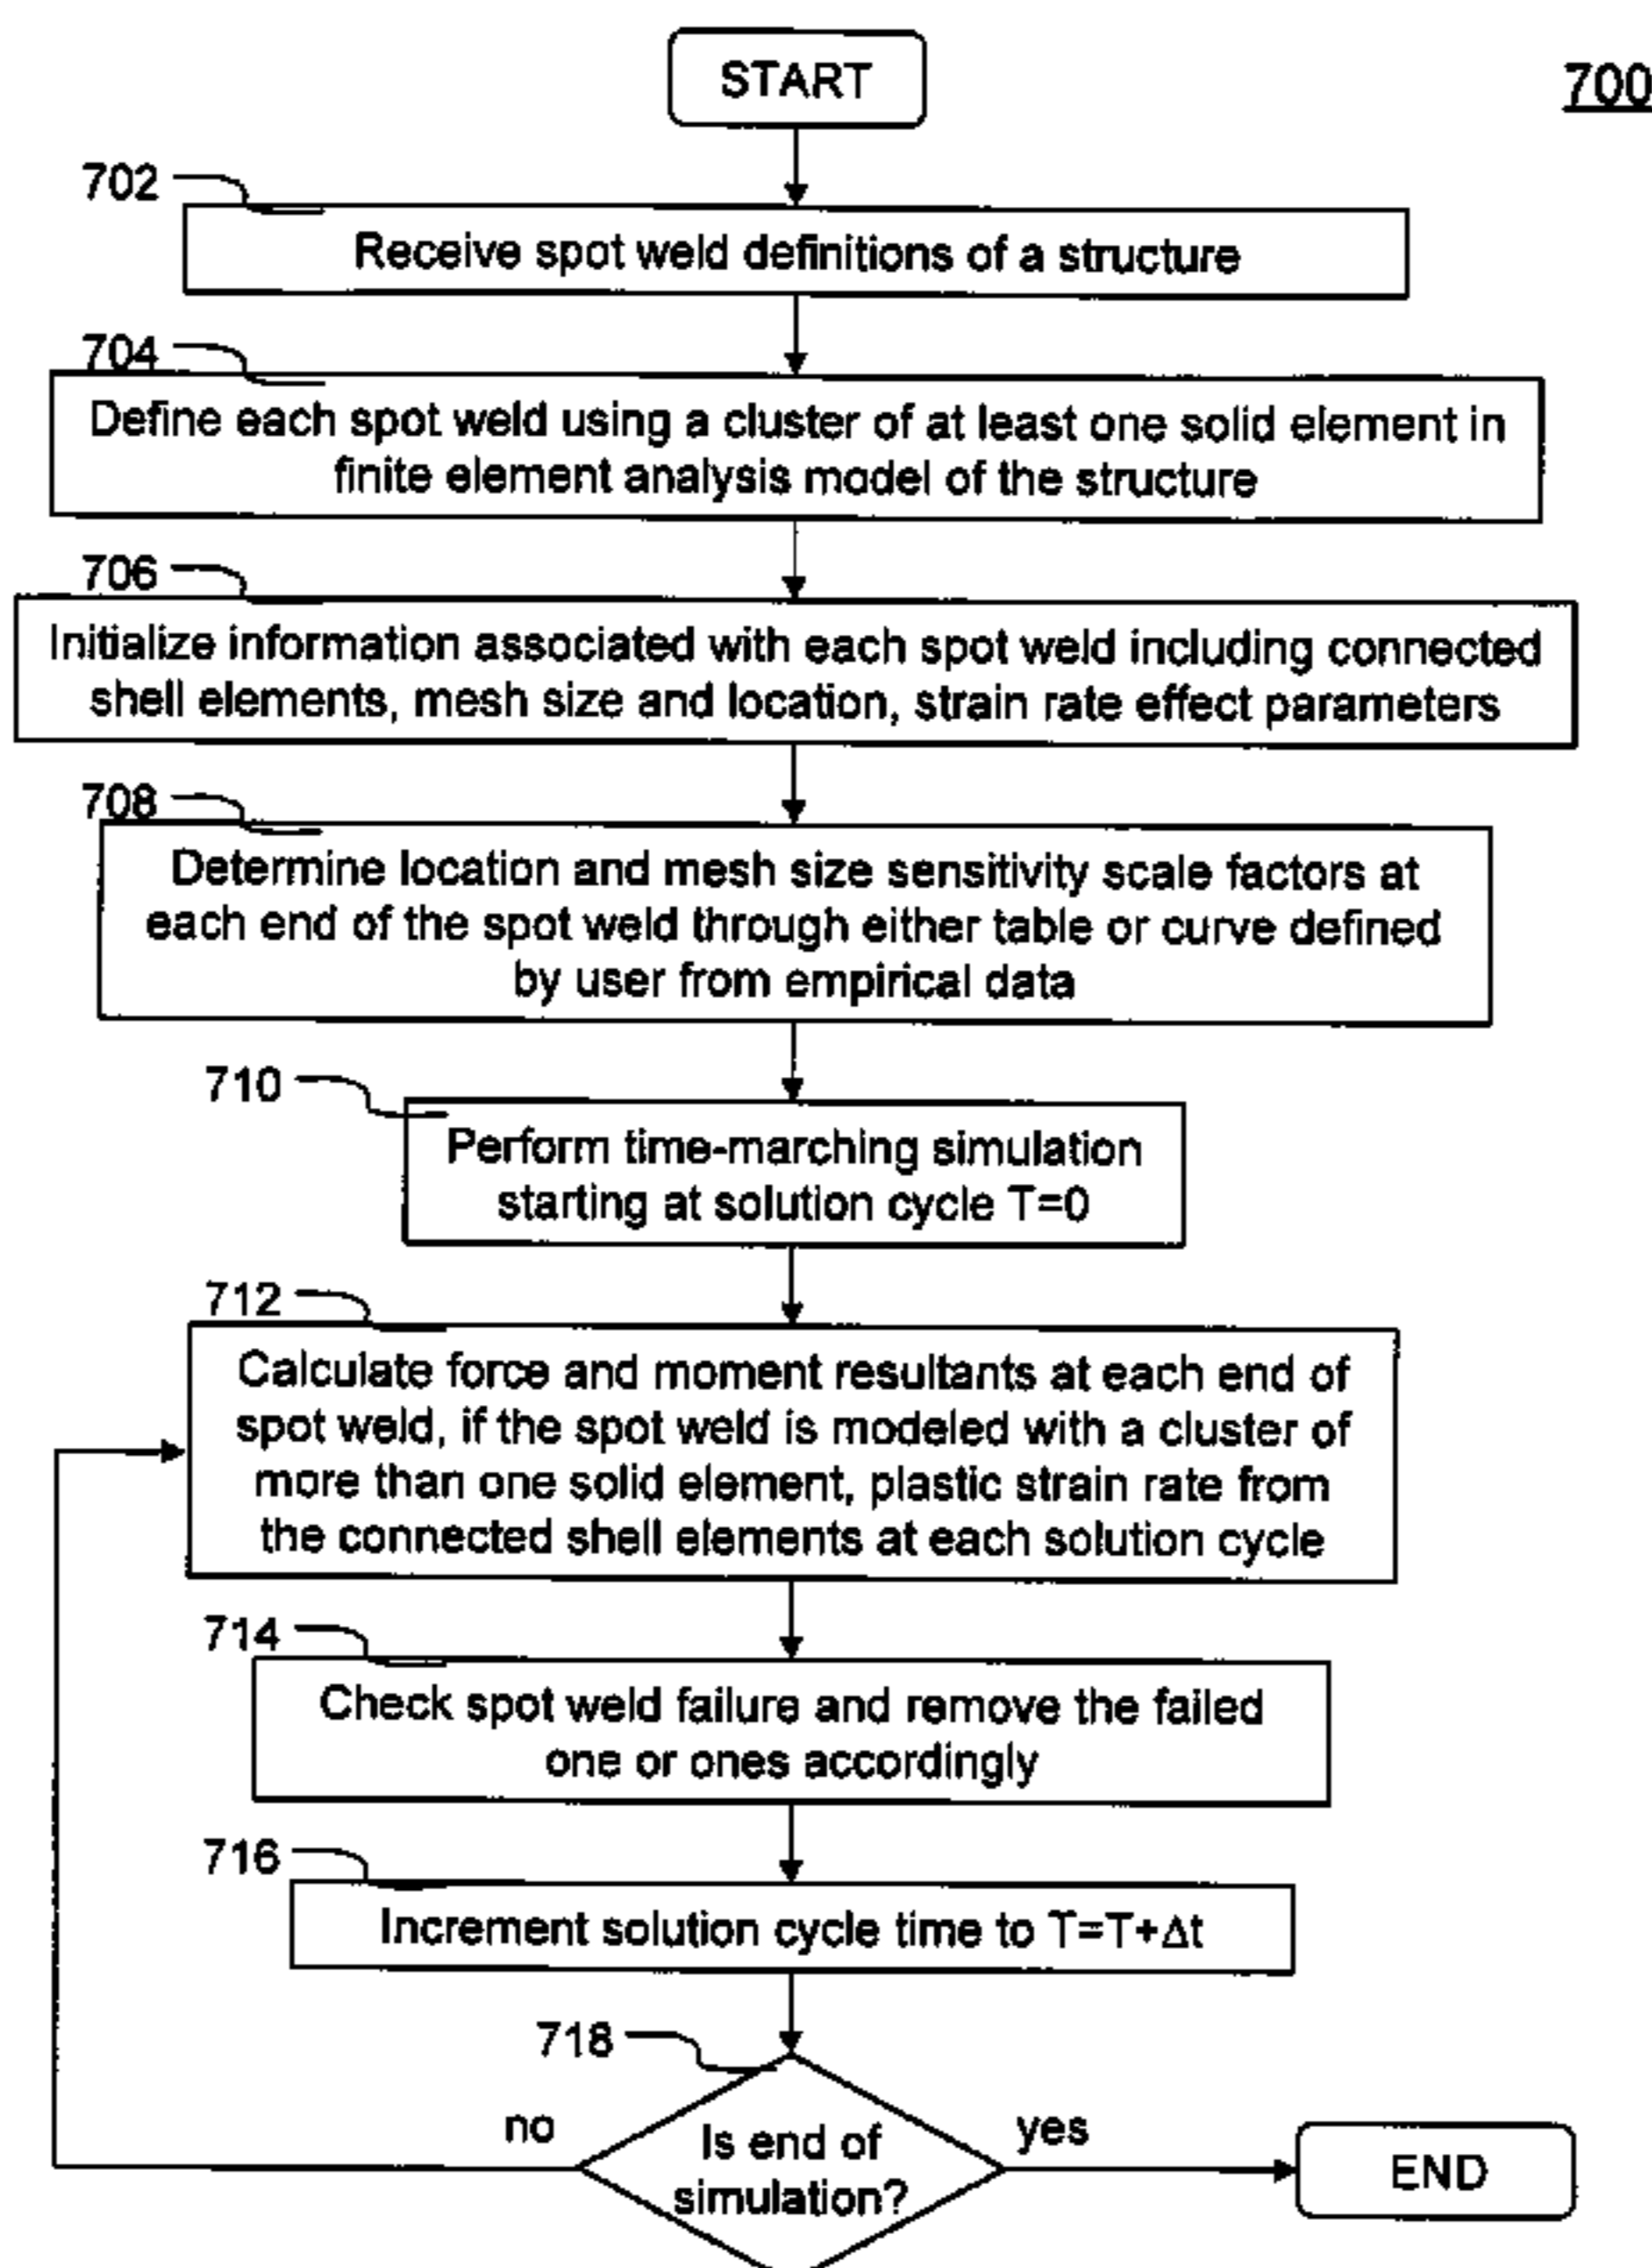 START
700
702
Receive spot weld definitions of a structure
704
Define each spot weld using a cluster of at least one solid element in
finite element analysis model of the structure
706
Initialize information associated with each spot weld including connected
shell elements, mesh size and location, strain rate effect parameters
708
Determine location and mesh size sensitivity scale factors at
each end of the spot weld through either table or curve defined
by user from empirical data
710
Perform time-marching simulation
starting at solution cycle T=0
712
Calculate force and moment resultants at each end of
spot weld, if the spot weld is modeled with a cluster of
more than one solid element, plastic strain rate from
the connected shell elements at each solution cycle
714
Check spot weld failure and remove the failed
one or ones accordingly
716
Increment solution cycle time to T=T+Δt
718
no
Is end of
simulation?
yes
END